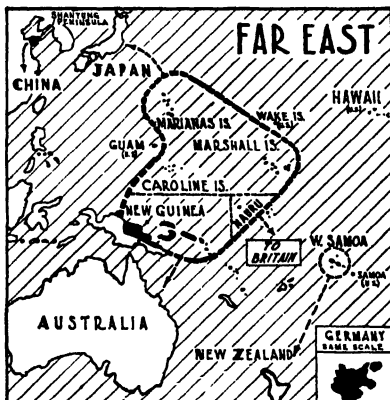 SHANTUNG
PENINSULA
FAR EAST
JAPAN
CHINA
HAWAII
(U.S)
WAKE IS.
(U.S)
MARIANAS IS.
GUAM
(U.S)
MARSHALL IS.
CAROLINE IS.
NEW GUINEA
NAURU
TO
BRITAIN
W. SAMOA
SAMOA
(U.S)
AUSTRALIA
NEW ZEALAND
GERMANY
SAME SCALE